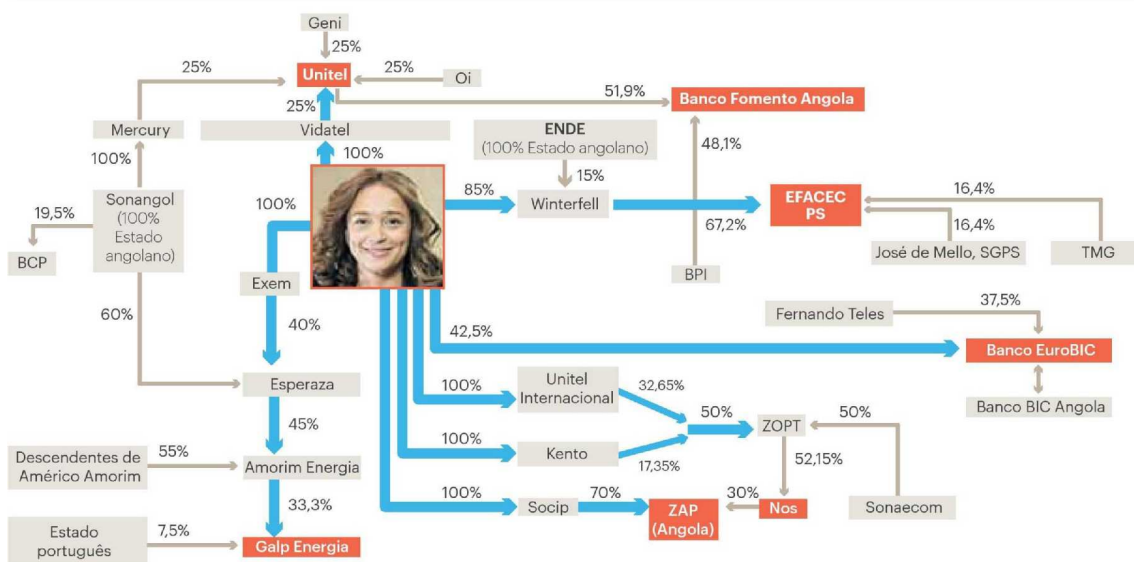 Geni
25%
25%
Unitel
25%
Oi
51,9%
Banco Fomento Angola
25%
Mercury
Vidatel
100%
ENDE
(100% Estado angolano)
48,1%
100%
15%
Sonangol
(100%
Estado
angolano)
19,5%
BCP
100%
85%
Winterfell
67,2%
EFACEC
PS
16,4%
16,4%
José de Mello, SGPS
TMG
BPI
Exem
60%
40%
42,5%
Fernando Teles
37,5%
Banco EuroBIC
Banco BIC Angola
Esperaza
100%
Unitel
Internacional
32,65%
50%
ZOPT
50%
45%
100%
Kento
17,35%
52,15%
Descendentes de
Américo Amorim
55%
Amorim Energia
33,3%
100%
Socip
70%
ZAP
(Angola)
30%
Nos
Sonaecom
Estado
português
7,5%
Galp Energia